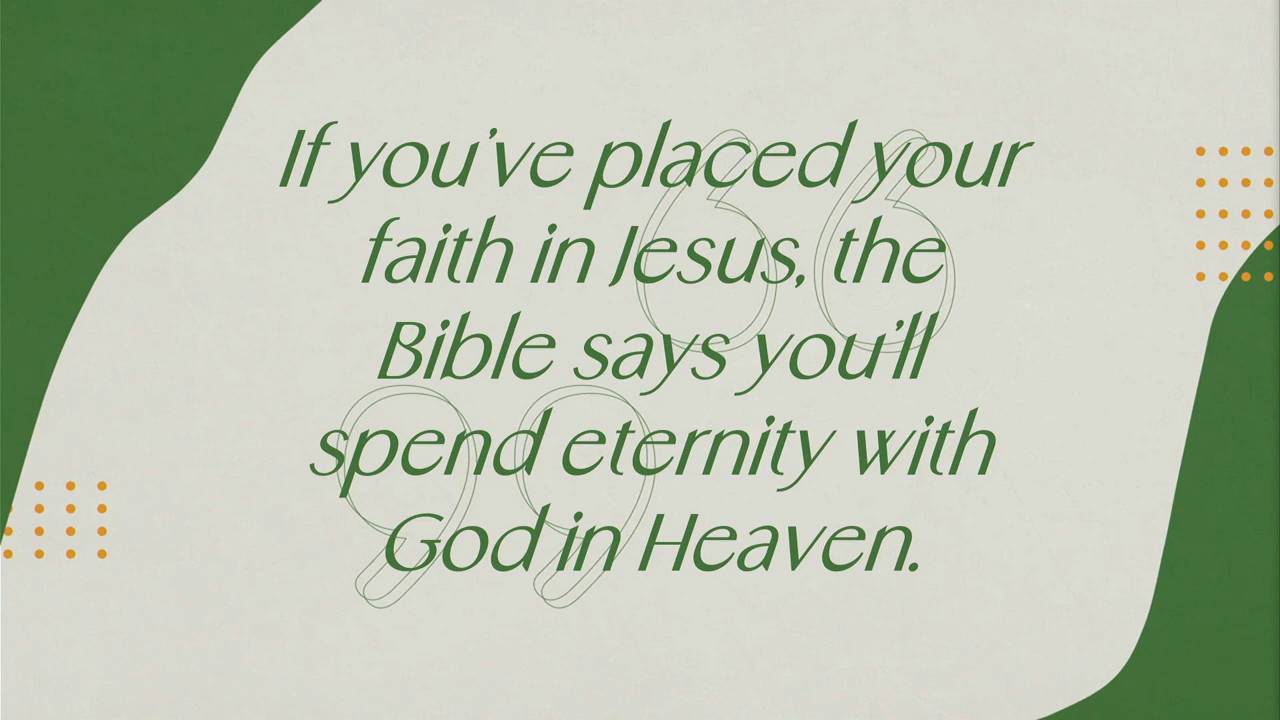 If you've placed your
faith in Jesus, the
Bible says you'll
spend eternity with
God in Heaven.